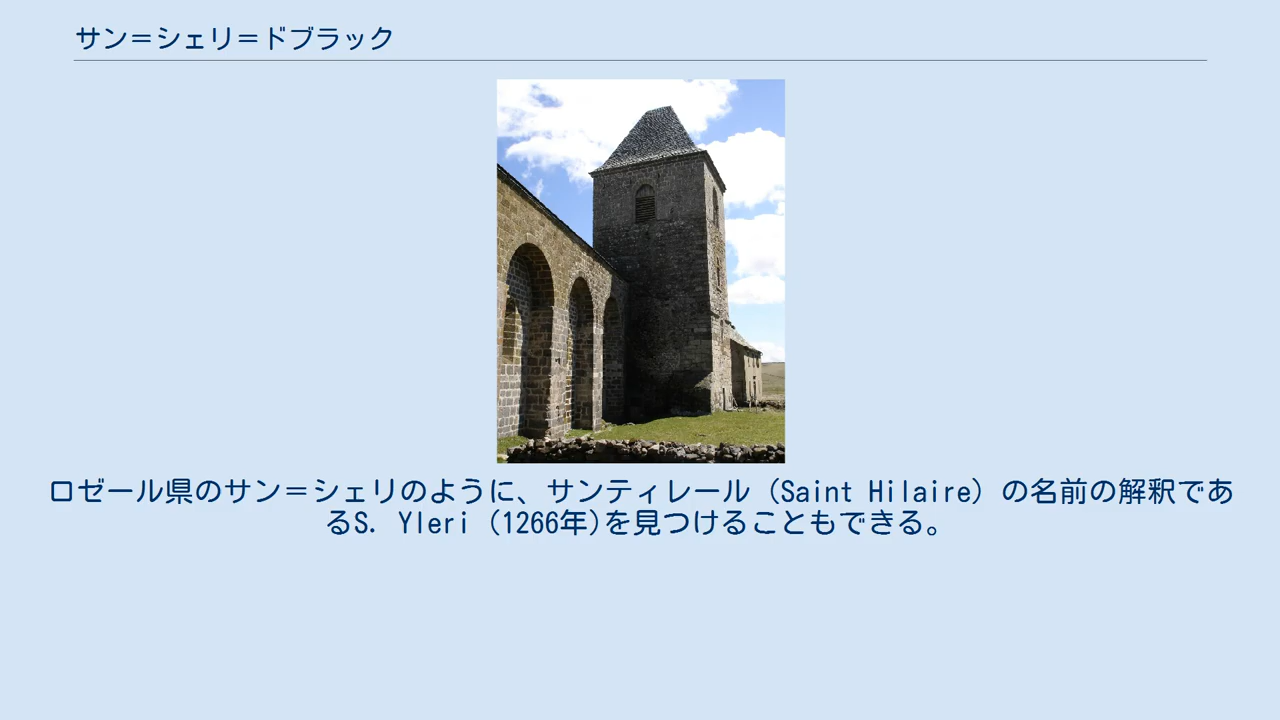 サン＝シェリ＝ドブラック
ロゼール県のサン＝シェリのように、サンティレール (Saint Hilaire) の名前の解釈であ
るS. Yleri (1266年)を見つけることもできる。